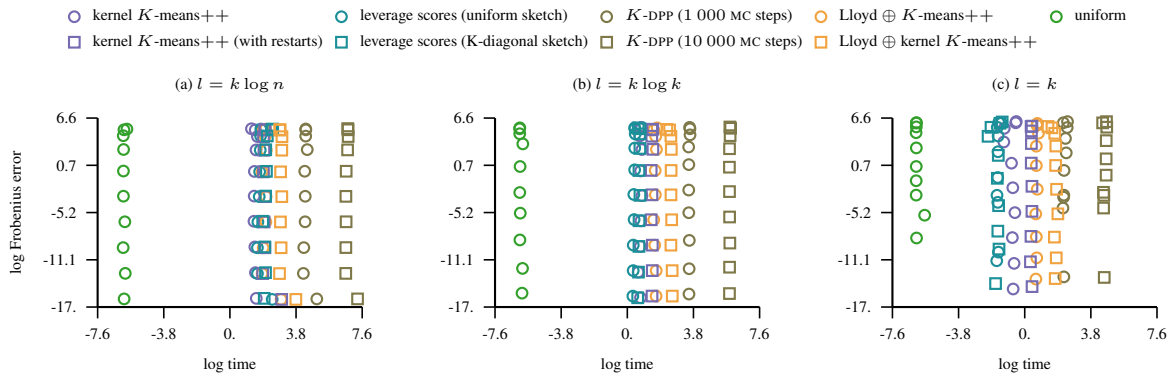 kernel K-means++ leverage scores (uniform sketch) K-DPP (1 000 MC steps) Lloyd ⊕ K-means++ uniform
kernel K-means++ (with restarts) leverage scores (K-diagonal sketch) K-DPP (10 000 MC steps) Lloyd ⊕ kernel K-means++
(a) l = k log n
(b) l = k log k
(c) l = k
log Frobenius error
6.6
0.7
-5.2
-11.1
-17.
-7.6 -3.8 0. 3.8 7.6
log time
6.6
0.7
-5.2
-11.1
-17.
-7.6 -3.8 0. 3.8 7.6
log time
6.6
0.7
-5.2
-11.1
-17.
-7.6 -3.8 0. 3.8 7.6
log time